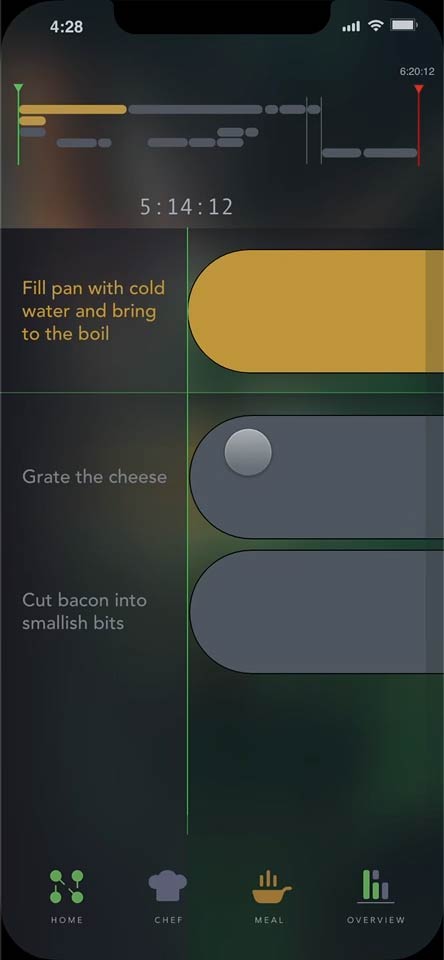 4:28
6:20:12
5:14:12
Fill pan with cold
water and bring
to the boil
Grate the cheese
Cut bacon into
smallish bits
HOME CHEF MEAL OVERVIEW